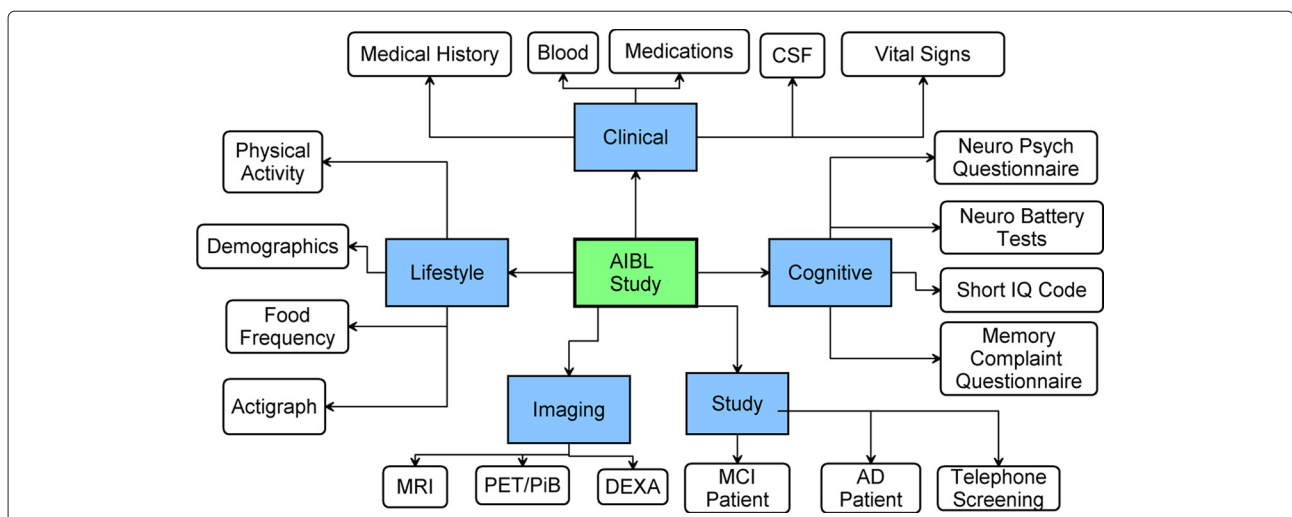 Medical History
Blood
Medications
CSF
Vital Signs
Clinical
Physical
Activity
Neuro Psych
Questionnaire
Demographics
Neuro Battery
Tests
Lifestyle
AIBL
Study
Cognitive
Short IQ Code
Food
Frequency
Memory
Complaint
Questionnaire
Actigraph
Imaging
Study
MRI
PET/PiB
DEXA
MCI
Patient
AD
Patient
Telephone
Screening